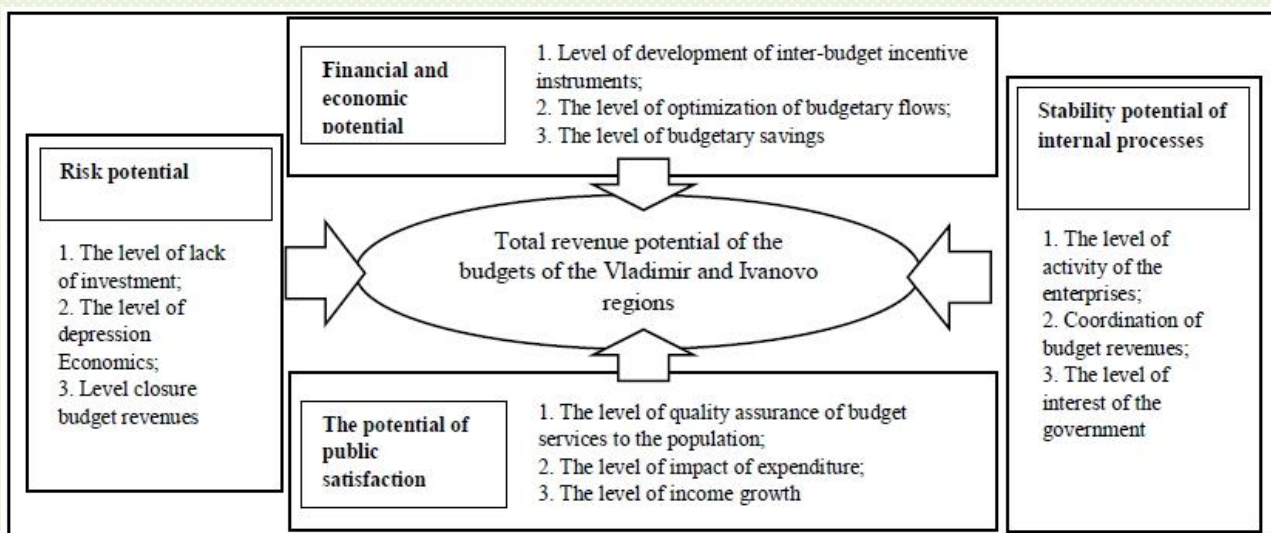 Financial and
economic
potential
1. Level of development of inter-budget incentive
instruments;
2. The level of optimization of budgetary flows;
3. The level of budgetary savings
Risk potential
1. The level of lack
of investment;
2. The level of
depression
Economics;
3. Level closure
budget revenues
Total revenue potential of the
budgets of the Vladimir and Ivanovo
regions
Stability potential of
internal processes
1. The level of
activity of the
enterprises;
2. Coordination of
budget revenues;
3. The level of
interest of the
government
The potential of
public
satisfaction
1. The level of quality assurance of budget
services to the population;
2. The level of impact of expenditure;
3. The level of income growth